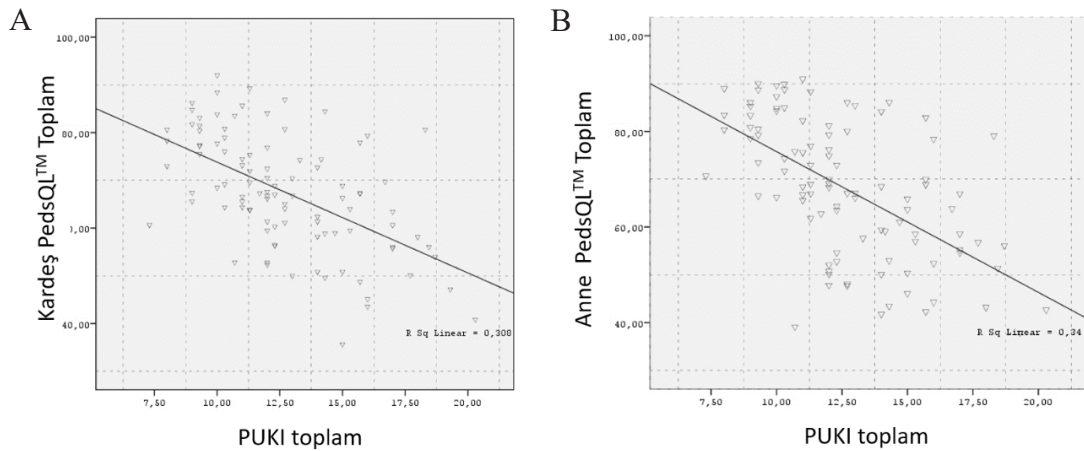 A
Kardeş PedsQL™ Toplam
100,00
80,00
1,00
40,00
R Sq Linear = 0,308
7,50 10,00 12,50 15,00 17,50 20,00
PUKI toplam
B
Anne PedsQL™ Toplam
100,00
80,00
60,00
40,00
R Sq Linear = 0,34
7,50 10,00 12,50 15,00 17,50 20,00
PUKI toplam